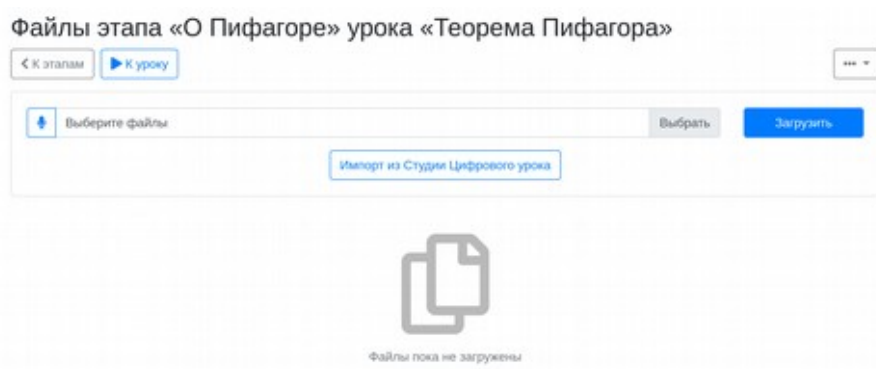 Файлы этапа «О Пифагоре» урока «Теорема Пифагора»
К этапам К уроку
Выберите файлы Выбрать Загрузить
Импорт из Студии Цифрового урока
Файлы пока не загружены